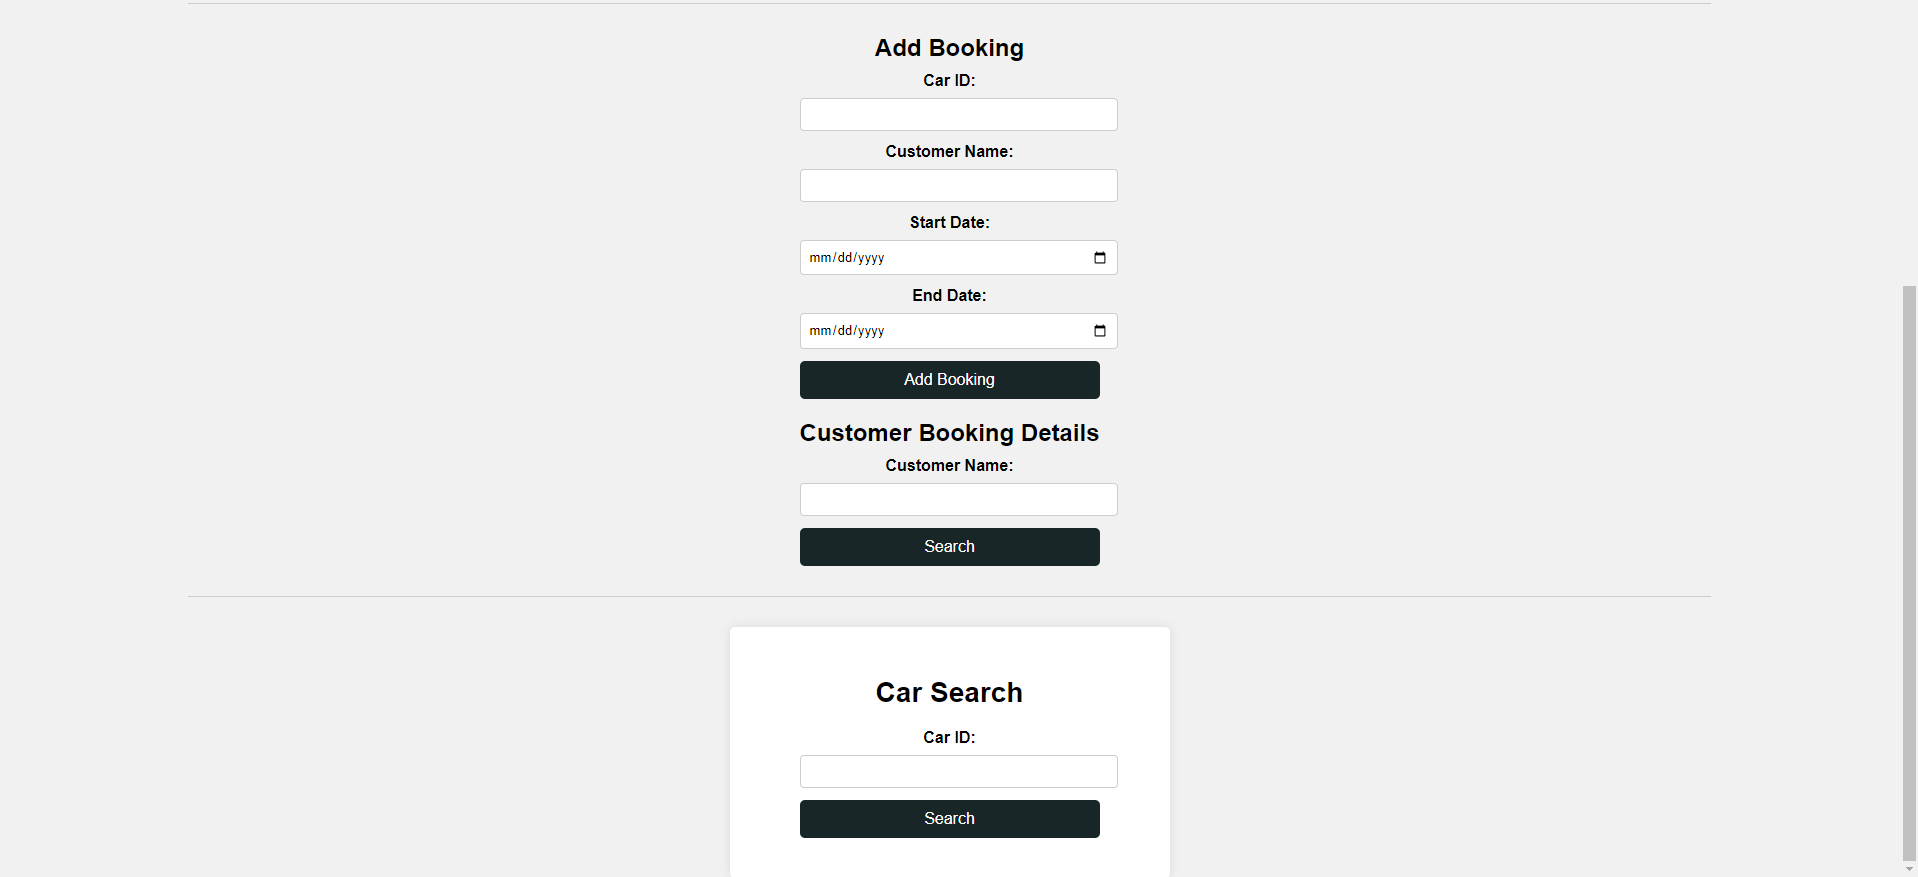 Add Booking
Car ID:
Customer Name:
Start Date:
mm/dd/yyyy
End Date:
mm/dd/yyyy
Add Booking
Customer Booking Details
Customer Name:
Search
Car Search
Car ID:
Search